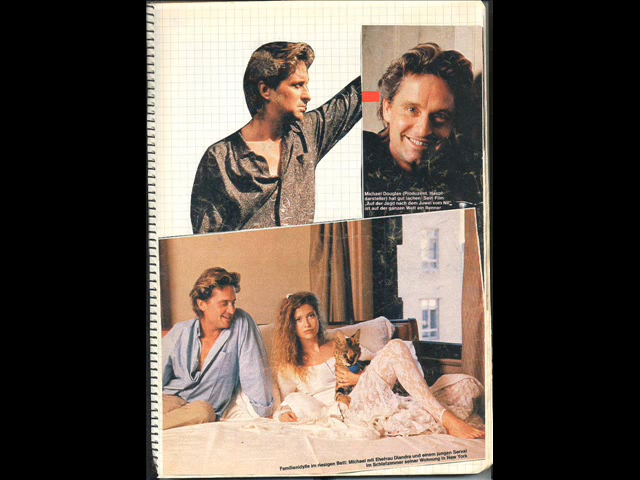 Michael Douglas (Produzent, Haupt-
darsteller) hat gut lachen: Sein Film
„Auf der Jagd nach dem Juwel vom Nil“
ist auf der ganzen Welt ein Renner
Familienidylle im riesigen Bett: Michael mit Ehefrau Diandra und einem jungen Serval
im Schlafzimmer seiner Wohnung in New York